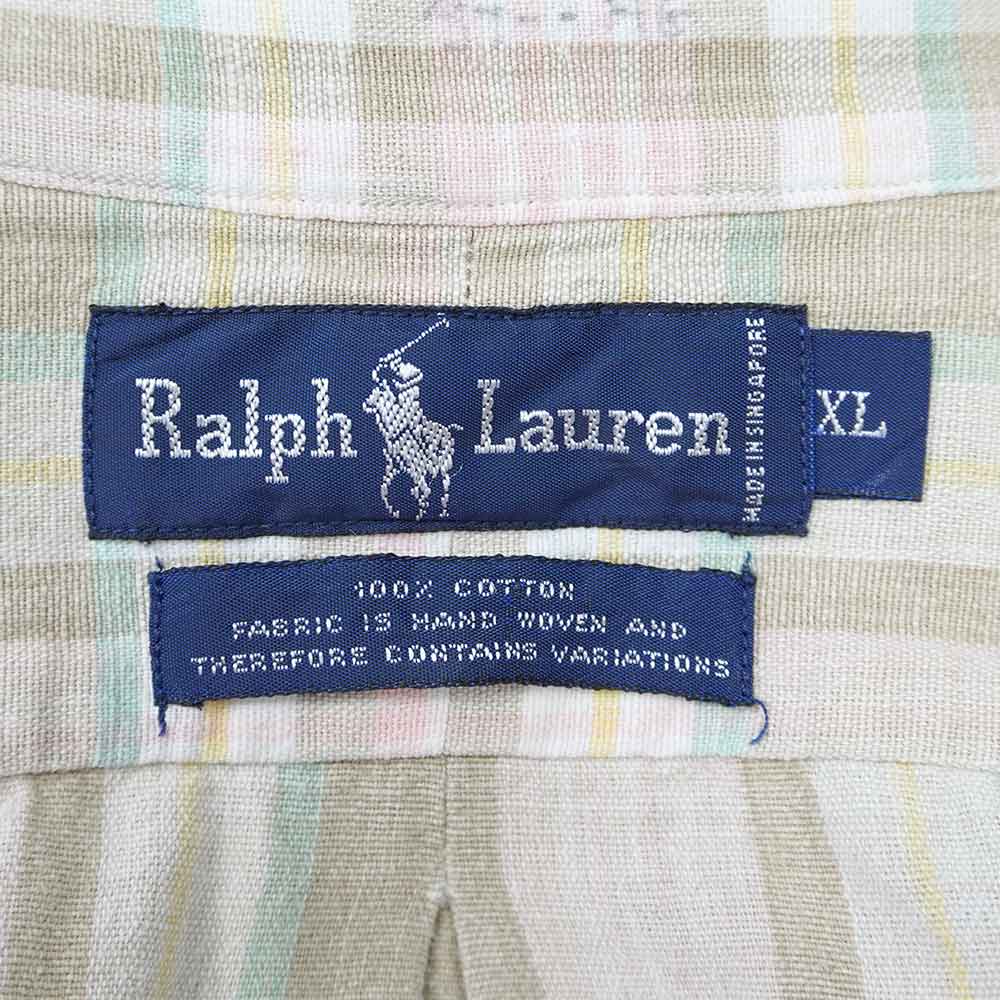 Ralph Lauren
MADE IN SINGAPORE
XL
100% COTTON
FABRIC IS HAND WOVEN AND
THEREFORE CONTAINS VARIATIONS